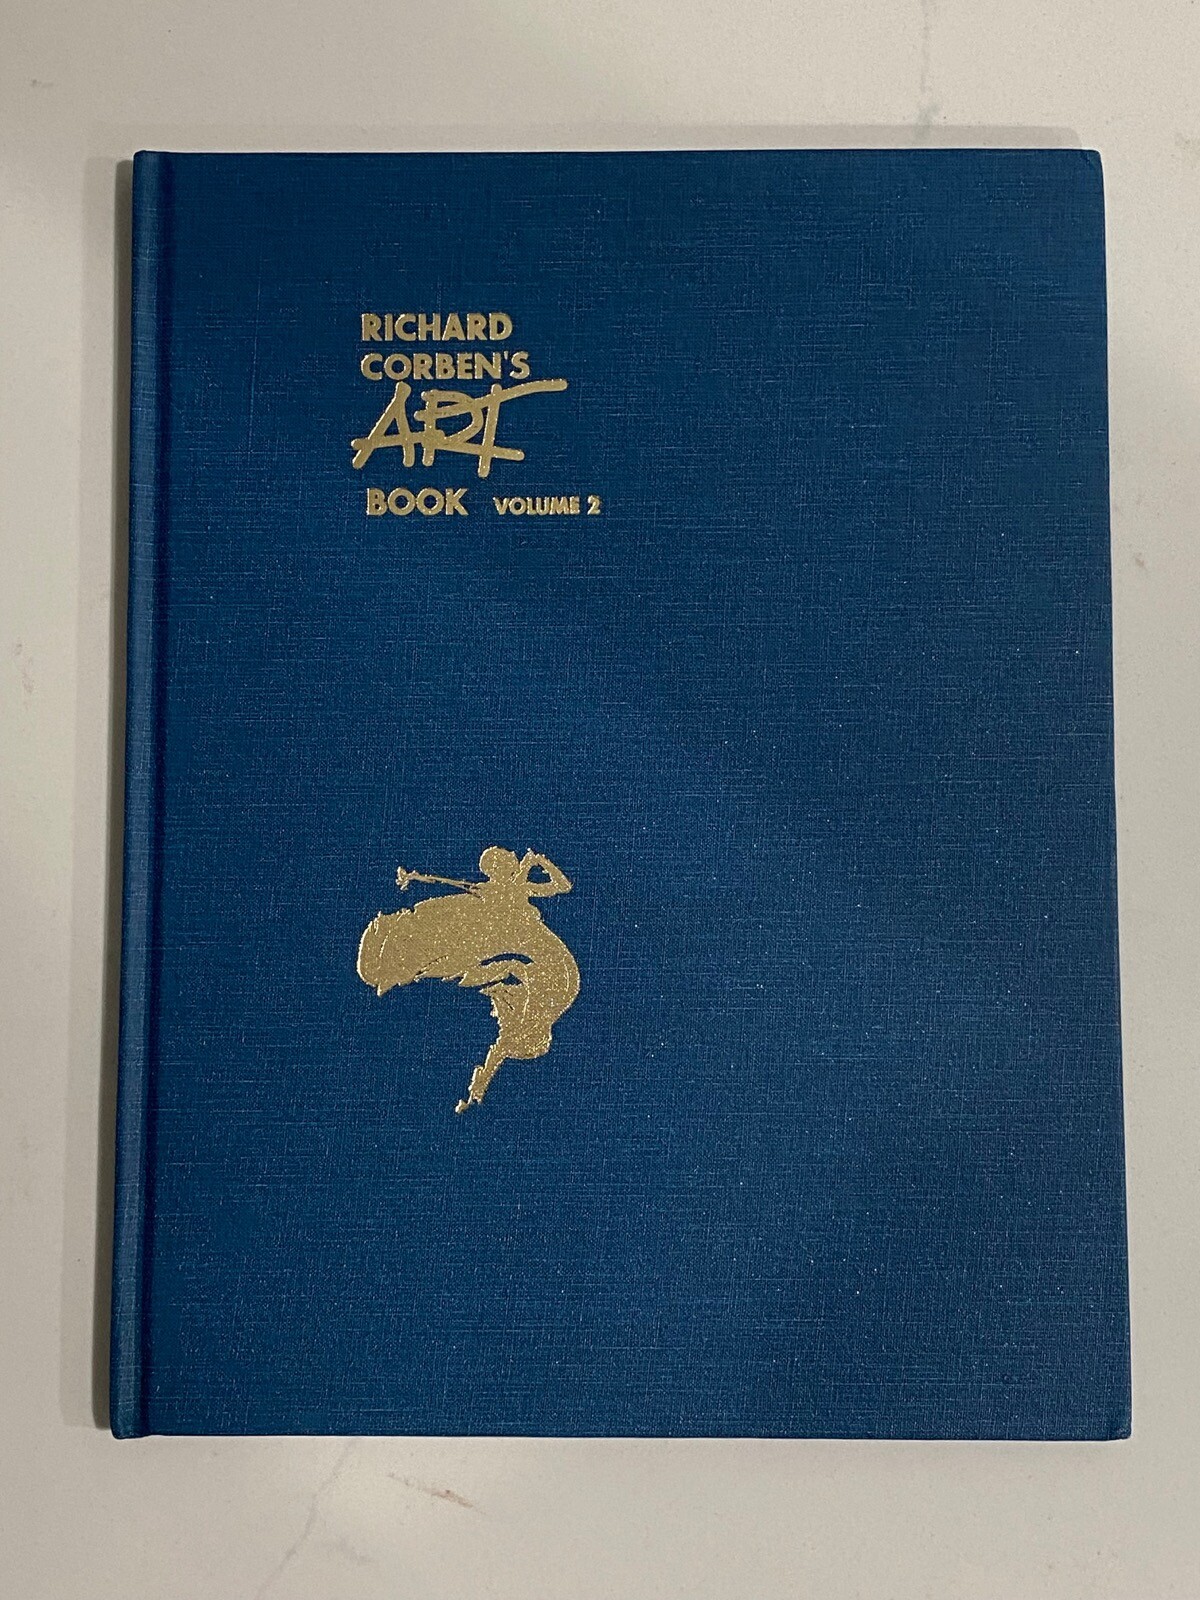 RICHARD
CORBEN'S
ART
BOOK VOLUME 2